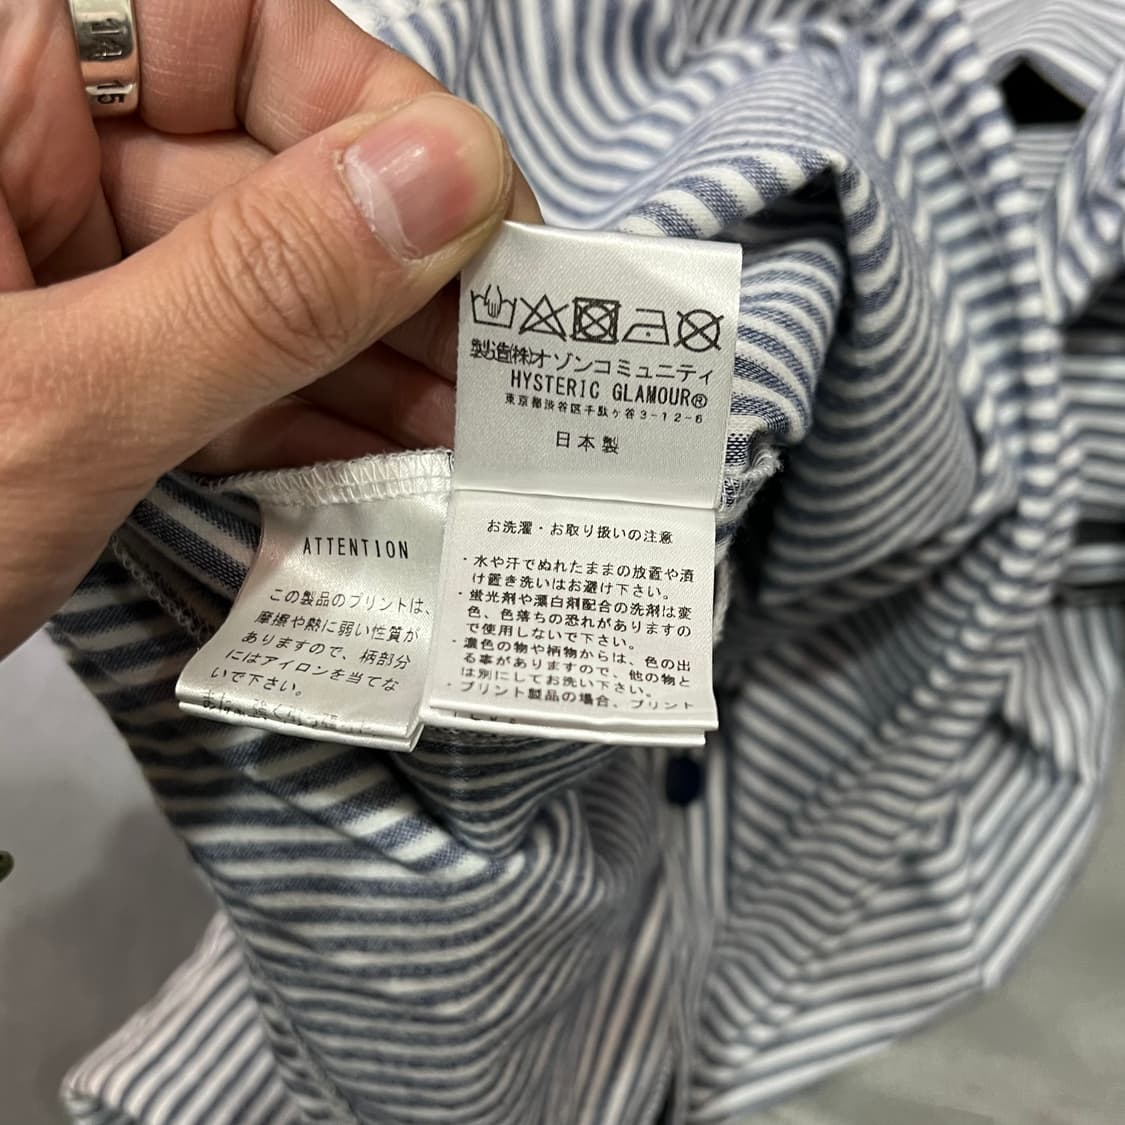 14
15
製造(株)オゾンコミュニティ
HYSTERIC GLAMOUR®
東京都渋谷区千駄ヶ谷3-12-6
日本製
お洗濯・お取り扱いの注意
・水や汗でぬれたままの放置や漬
け置き洗いはお避け下さい。
・蛍光剤や漂白剤配合の洗剤は変
色、色落ちの恐れがありますの
で使用しないで下さい。
・濃色の物や柄物からは、色の出
る事がありますので、他の物と
は別にしてお洗い下さい。
・プリント製品の場合、プリント
ATTENTION
この製品のプリントは、
摩擦や熱に弱い性質が
ありますので、柄部分
にはアイロンを当てな
いで下さい。